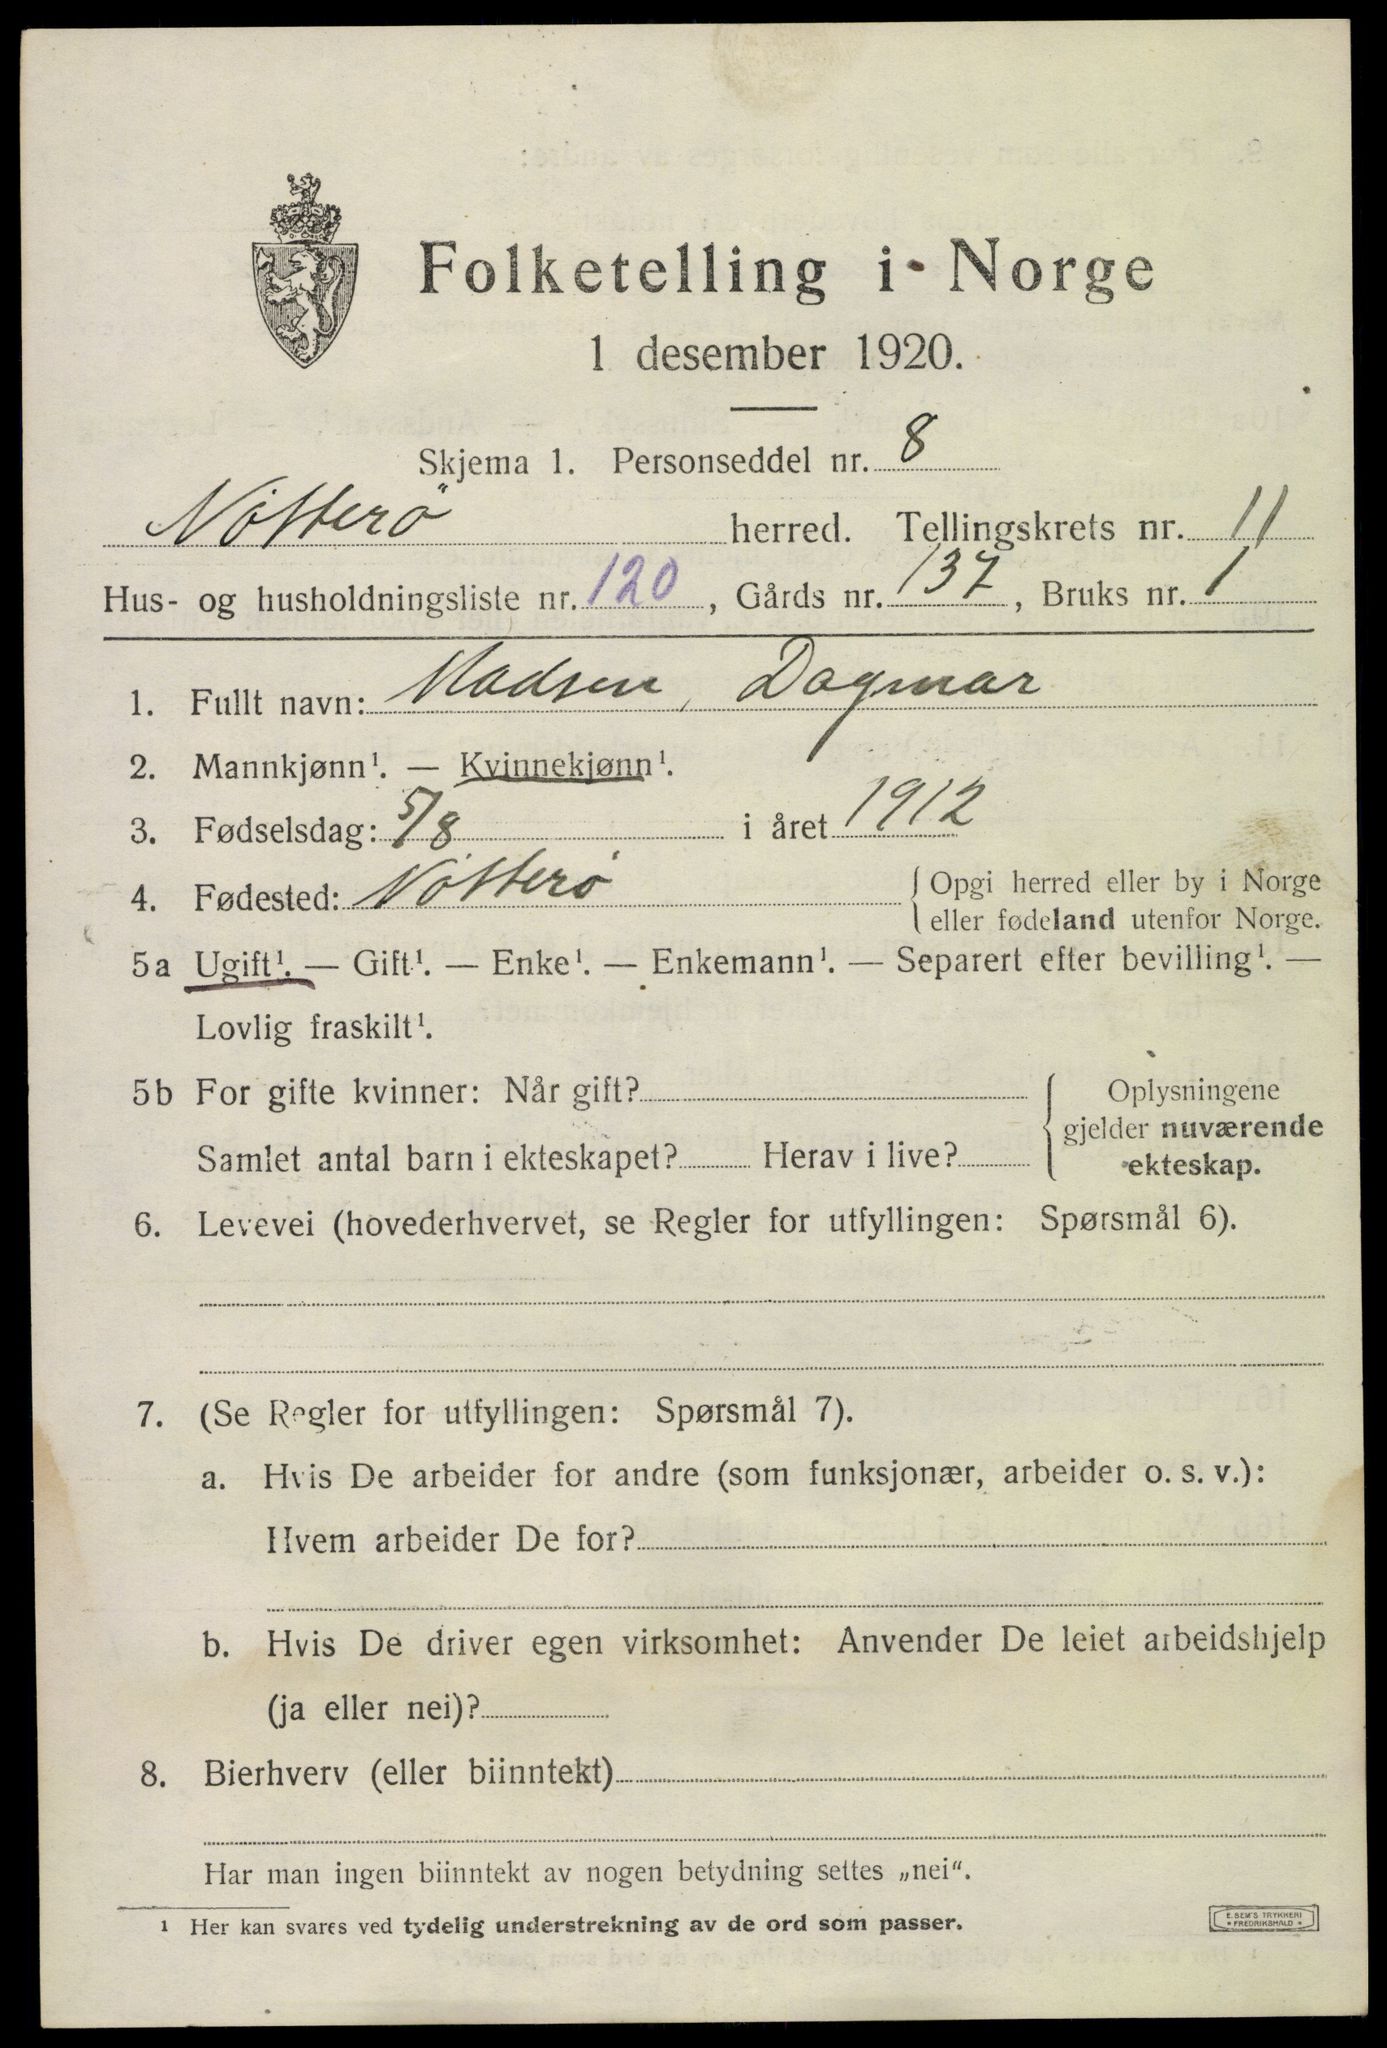 Folketelling i Norge
1 desember 1920.
Skjema 1. Personseddel nr. 8
Nøtterö herred. Tellingskrets nr. 11
Hus- og husholdningsliste nr. 120, Gårds nr. 137, Bruks nr. 1
1. Fullt navn: Madsen, Dagmar
2. Mannkjønn¹. — Kvinnekjønn¹.
3. Fødselsdag: 5/8 i året 1912
4. Fødested: Nøtterø { Opgi herred eller by i Norge
eller fødeland utenfor Norge.
5a Ugift¹. — Gift¹. — Enke¹. — Enkemann¹. — Separert efter bevilling¹. —
Lovlig fraskilt¹.
5b For gifte kvinner: Når gift?
Samlet antal barn i ekteskapet? Herav i live?
{ Oplysningene
gjelder nuværende
ekteskap.
6. Levevei (hovederhvervet, se Regler for utfyllingen: Spørsmål 6).
7. (Se Regler for utfyllingen: Spørsmål 7).
a. Hvis De arbeider for andre (som funksjonær, arbeider o. s. v.):
Hvem arbeider De for?
b. Hvis De driver egen virksomhet: Anvender De leiet arbeidshjelp
(ja eller nei)?
8. Bierhverv (eller biinntekt)
Har man ingen biinntekt av nogen betydning settes „nei“.
¹ Her kan svares ved tydelig understrekning av de ord som passer.
E. SEM'S TRYKKERI
* FREDRIKSHALD *